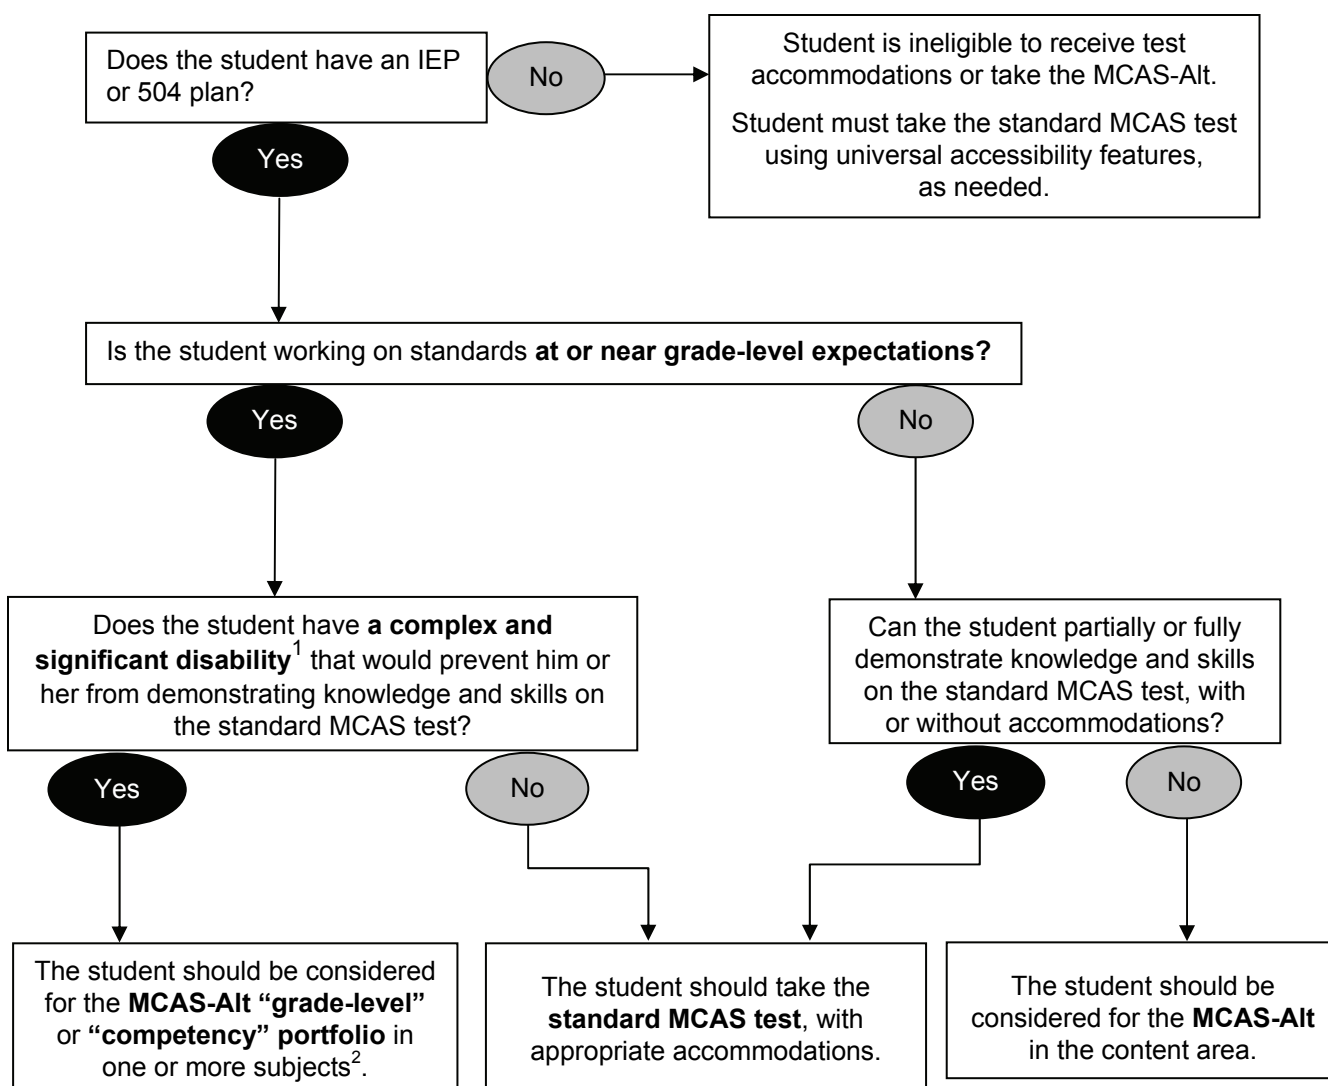 Does the student have an IEP
or 504 plan?
No
Student is ineligible to receive test
accommodations or take the MCAS-Alt.
Student must take the standard MCAS test
using universal accessibility features,
as needed.
Yes
Is the student working on standards at or near grade-level expectations?
Yes
No
Does the student have a complex and
significant disability1 that would prevent him or
her from demonstrating knowledge and skills on
the standard MCAS test?
Can the student partially or fully
demonstrate knowledge and skills
on the standard MCAS test, with
or without accommodations?
Yes
No
Yes
No
The student should be considered
for the MCAS-Alt “grade-level”
or “competency” portfolio in
one or more subjects2.
The student should take the
standard MCAS test, with
appropriate accommodations.
The student should be
considered for the MCAS-Alt
in the content area.